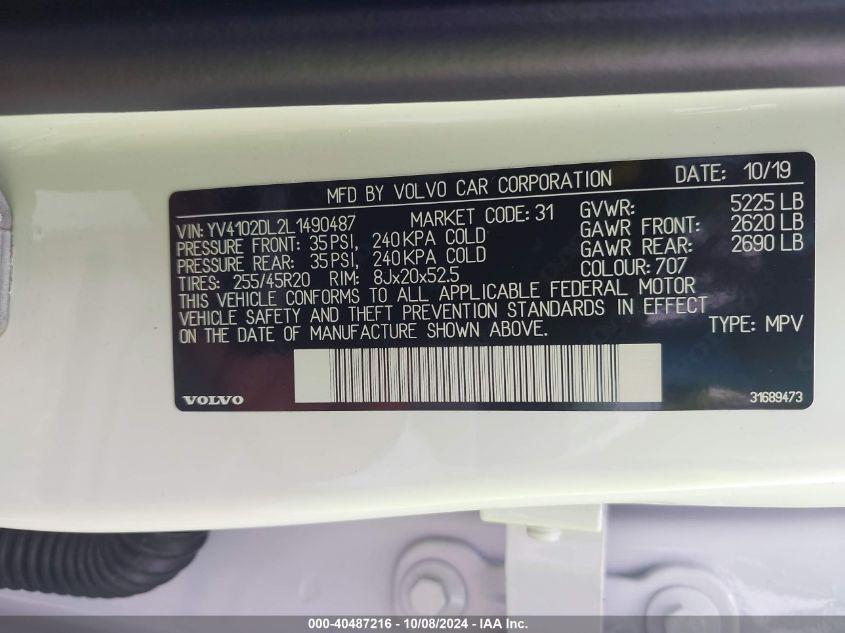 MFD BY VOLVO CAR CORPORATION DATE: 10/19
VIN: YV4102DL2L1490487 MARKET CODE: 31 GVWR: 5225 LB
PRESSURE FRONT: 35 PSI, 240 KPA COLD GAWR FRONT: 2620 LB
PRESSURE REAR: 35 PSI, 240 KPA COLD GAWR REAR: 2690 LB
TIRES: 255/45R20 RIM: 8Jx20x52.5 COLOUR: 707
THIS VEHICLE CONFORMS TO ALL APPLICABLE FEDERAL MOTOR
VEHICLE SAFETY AND THEFT PREVENTION STANDARDS IN EFFECT
ON THE DATE OF MANUFACTURE SHOWN ABOVE. TYPE: MPV
VOLVO 31689473
000-40487216 - 10/08/2024 - IAAI Inc.